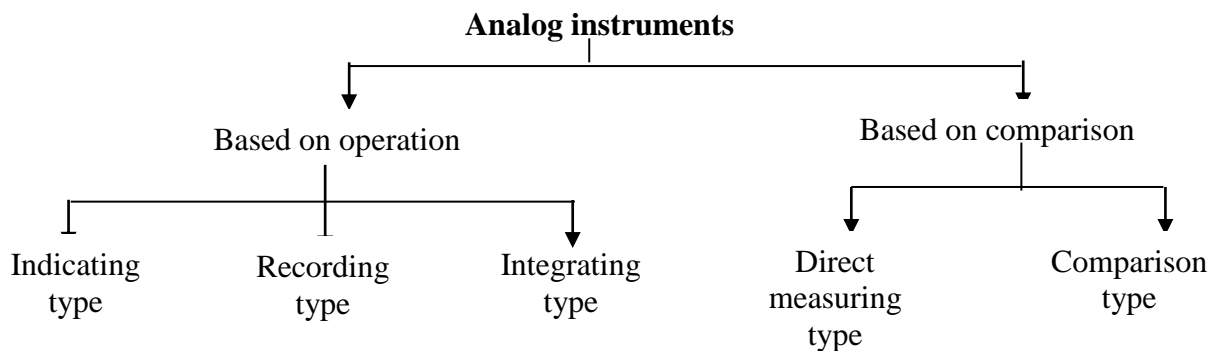 Analog instruments
Based on operation
Based on comparison
Indicating
type
Recording
type
Integrating
type
Direct
measuring
type
Comparison
type